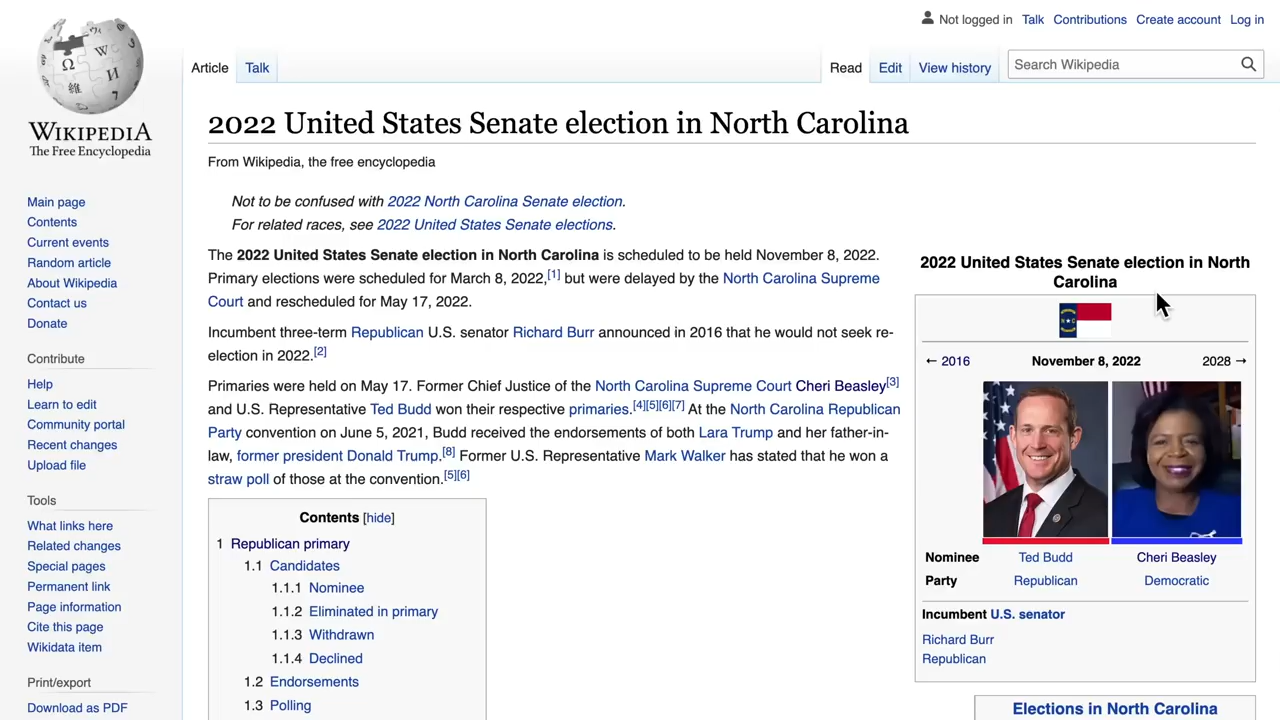 Not logged in Talk Contributions Create account Log in
Article Talk Read Edit View history Search Wikipedia
WIKIPEDIA
The Free Encyclopedia
Main page
Contents
Current events
Random article
About Wikipedia
Contact us
Donate
Contribute
Help
Learn to edit
Community portal
Recent changes
Upload file
Tools
What links here
Related changes
Special pages
Permanent link
Page information
Cite this page
Wikidata item
Print/export
Download as PDF
2022 United States Senate election in North Carolina
From Wikipedia, the free encyclopedia
Not to be confused with 2022 North Carolina Senate election.
For related races, see 2022 United States Senate elections.
The 2022 United States Senate election in North Carolina is scheduled to be held November 8, 2022.
Primary elections were scheduled for March 8, 2022,[1] but were delayed by the North Carolina Supreme
Court and rescheduled for May 17, 2022.
Incumbent three-term Republican U.S. senator Richard Burr announced in 2016 that he would not seek re-
election in 2022.[2]
Primaries were held on May 17. Former Chief Justice of the North Carolina Supreme Court Cheri Beasley[3]
and U.S. Representative Ted Budd won their respective primaries.[4][5][6][7] At the North Carolina Republican
Party convention on June 5, 2021, Budd received the endorsements of both Lara Trump and her father-in-
law, former president Donald Trump.[8] Former U.S. Representative Mark Walker has stated that he won a
straw poll of those at the convention.[5][6]
Contents [hide]
1 Republican primary
1.1 Candidates
1.1.1 Nominee
1.1.2 Eliminated in primary
1.1.3 Withdrawn
1.1.4 Declined
1.2 Endorsements
1.3 Polling
2022 United States Senate election in North
Carolina
← 2016 November 8, 2022 2028 →
Nominee Ted Budd Cheri Beasley
Party Republican Democratic
Incumbent U.S. senator
Richard Burr
Republican
Elections in North Carolina